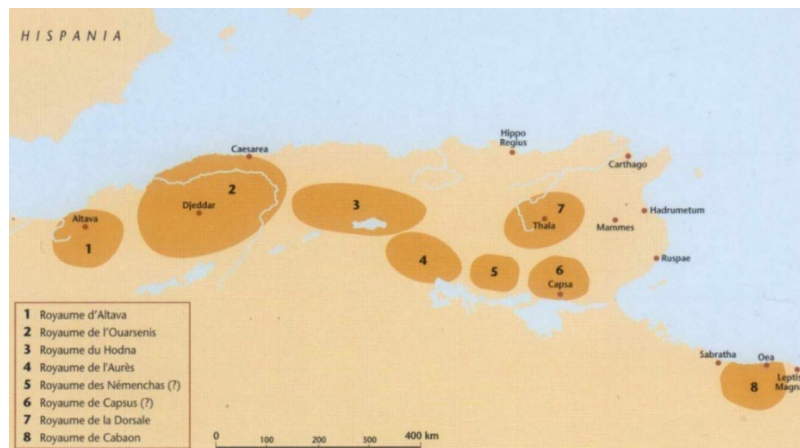 HISPANIA
Hippo
Regius
Caesarea
Carthago
2
Djeddar
3
7
Altava
Thala
Hadrumetum
Mammes
1
4
5
6
Ruspae
Capsa
1 Royaume d'Altava
2 Royaume de l'Ouarsenis
3 Royaume du Hodna
4 Royaume de l'Aurès
5 Royaume des Némenchas (?)
6 Royaume de Capsus (?)
7 Royaume de la Dorsale
8 Royaume de Cabaon
Sabratha
Oea
Leptis
Magna
8
0 100 200 300 400 km